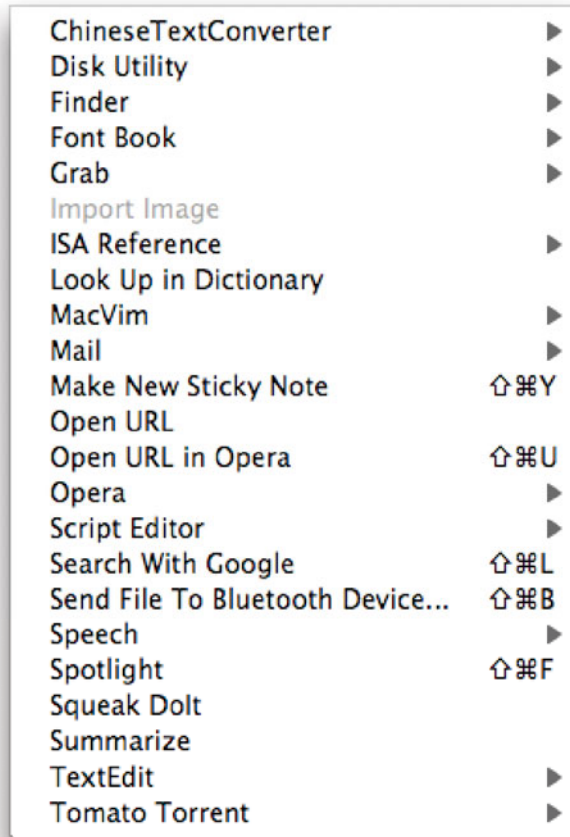 ChineseTextConverter ▶
Disk Utility ▶
Finder ▶
Font Book ▶
Grab ▶
Import Image
ISA Reference ▶
Look Up in Dictionary
MacVim ▶
Mail ▶
Make New Sticky Note ⇧⌘Y
Open URL
Open URL in Opera ⇧⌘U
Opera ▶
Script Editor ▶
Search With Google ⇧⌘L
Send File To Bluetooth Device... ⇧⌘B
Speech ▶
Spotlight ⇧⌘F
Squeak DoIt
Summarize
TextEdit ▶
Tomato Torrent ▶